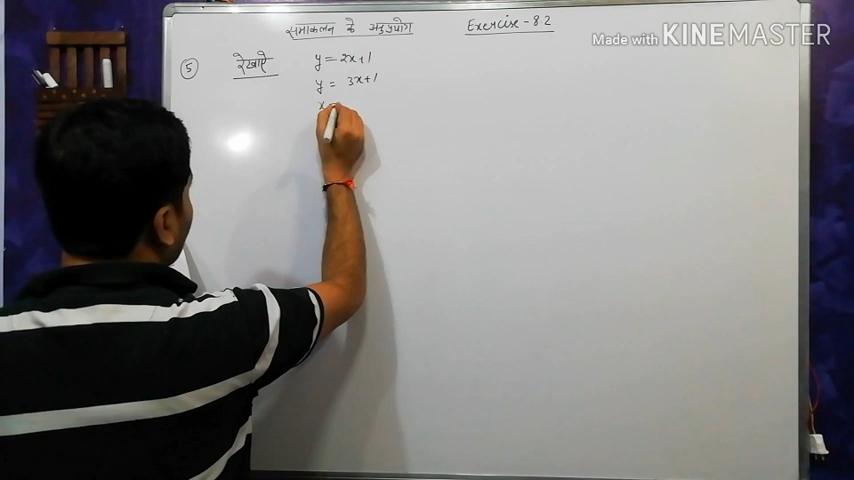 समाकलन के अनुप्रयोग Exercise - 8.2
Made with KINEMASTER
⑤ रेखाएँ y = 2x+1
y = 3x+1
x =